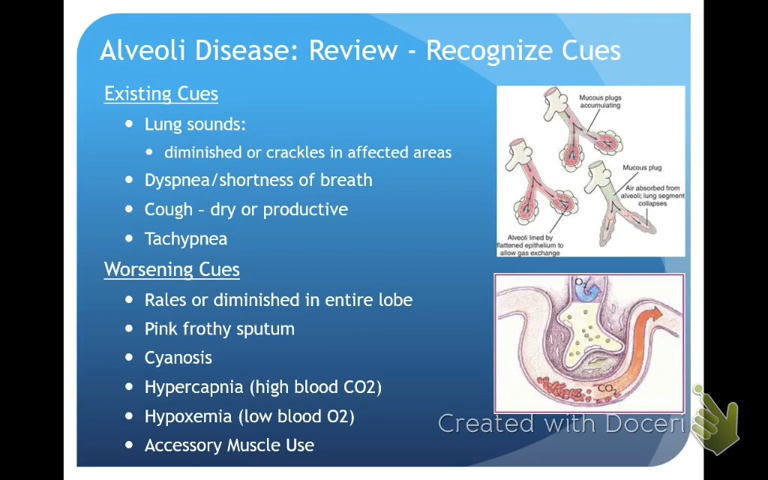 Alveoli Disease: Review - Recognize Cues
Existing Cues
• Lung sounds:
• diminished or crackles in affected areas
• Dyspnea/shortness of breath
• Cough – dry or productive
• Tachypnea
Worsening Cues
• Rales or diminished in entire lobe
• Pink frothy sputum
• Cyanosis
• Hypercapnia (high blood CO2)
• Hypoxemia (low blood O2)
• Accessory Muscle Use
Mucous plugs
accumulating
Mucous plug
Air absorbed from
alveoli; lung segment
collapses
Alveoli lined by
flattened epithelium to
allow gas exchange
O2
CO2
Created with Doceri